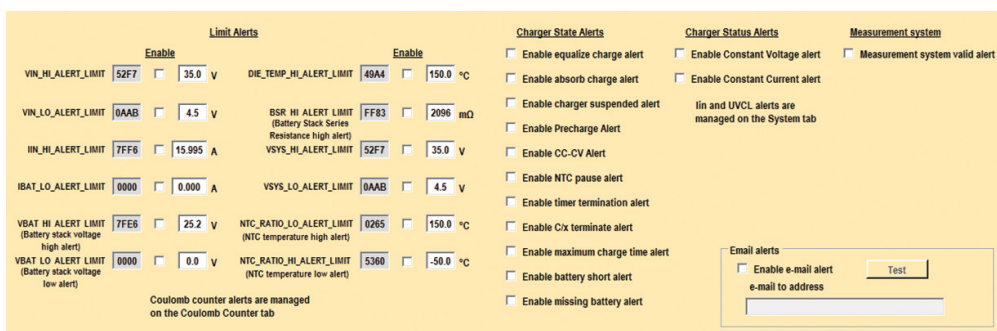 Limit Alerts
Enable
Enable
VIN_HI_ALERT_LIMIT 52F7 35.0 V
DIE_TEMP_HI_ALERT_LIMIT 49A4 150.0 °C
VIN_LO_ALERT_LIMIT 0AAB 4.5 V
BSR HI ALERT LIMIT FF83 2096 mΩ
(Battery Stack Series
Resistance high alert)
IIN_HI_ALERT_LIMIT 7FF6 15.995 A
VSYS_HI_ALERT_LIMIT 52F7 35.0 V
IBAT_LO_ALERT_LIMIT 0000 0.000 A
VSYS_LO_ALERT_LIMIT 0AAB 4.5 V
VBAT HI ALERT LIMIT 7FE6 25.2 V
(Battery stack voltage
high alert)
NTC_RATIO_LO_ALERT_LIMIT 0265 150.0 °C
(NTC temperature high alert)
VBAT LO ALERT LIMIT 0000 0.0 V
(Battery stack voltage
low alert)
NTC_RATIO_HI_ALERT_LIMIT 5360 -50.0 °C
(NTC temperature low alert)
Coulomb counter alerts are managed
on the Coulomb Counter tab
Charger State Alerts
Enable equalize charge alert
Enable absorb charge alert
Enable charger suspended alert
Enable Precharge Alert
Enable CC-CV Alert
Enable NTC pause alert
Enable timer termination alert
Enable C/x terminate alert
Enable maximum charge time alert
Enable battery short alert
Enable missing battery alert
Charger Status Alerts
Enable Constant Voltage alert
Enable Constant Current alert
Iin and UVCL alerts are
managed on the System tab
Measurement system
Measurement system valid alert
Email alerts
Enable e-mail alert
Test
e-mail to address